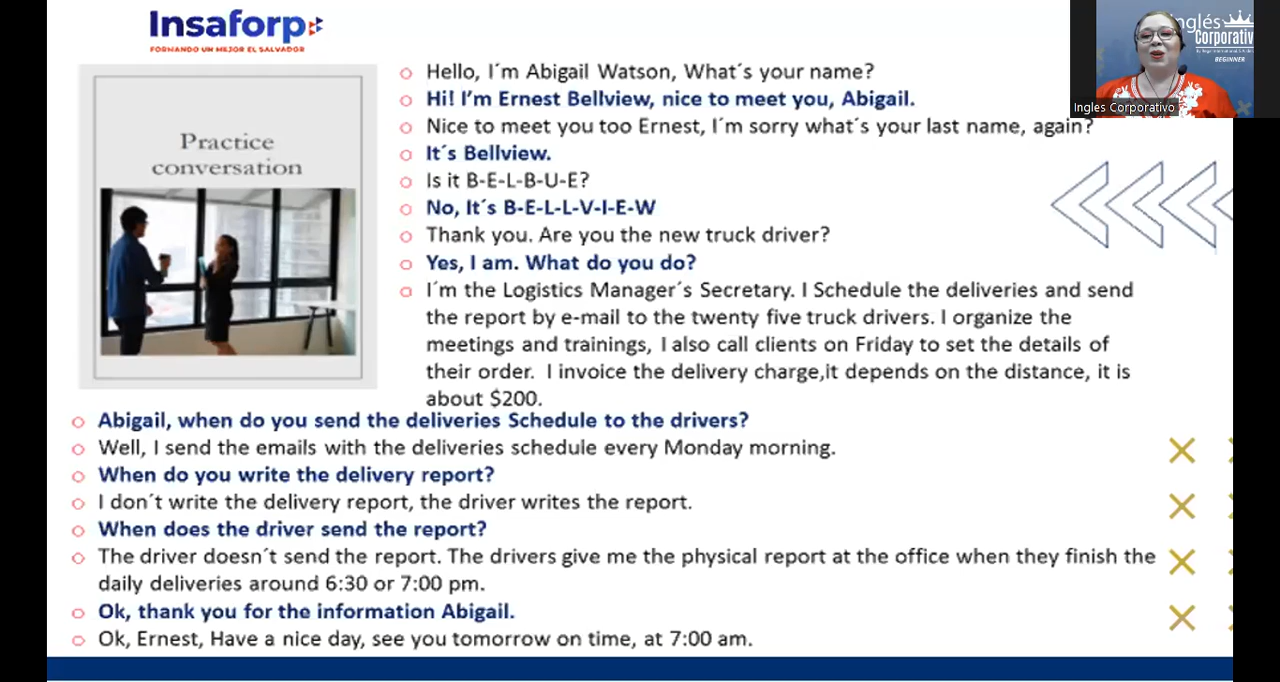 Insaforp
FORMANDO UN MEJOR EL SALVADOR
Practice
conversation
Hello, I´m Abigail Watson, What´s your name?
Hi! I’m Ernest Bellview, nice to meet you, Abigail.
Nice to meet you too Ernest, I´m sorry what´s your last name, again?
It´s Bellview.
Is it B-E-L-B-U-E?
No, It´s B-E-L-L-V-I-E-W
Thank you. Are you the new truck driver?
Yes, I am. What do you do?
I´m the Logistics Manager´s Secretary. I Schedule the deliveries and send
the report by e-mail to the twenty five truck drivers. I organize the
meetings and trainings, I also call clients on Friday to set the details of
their order. I invoice the delivery charge,it depends on the distance, it is
about $200.
Abigail, when do you send the deliveries Schedule to the drivers?
Well, I send the emails with the deliveries schedule every Monday morning.
When do you write the delivery report?
I don´t write the delivery report, the driver writes the report.
When does the driver send the report?
The driver doesn´t send the report. The drivers give me the physical report at the office when they finish the
daily deliveries around 6:30 or 7:00 pm.
Ok, thank you for the information Abigail.
Ok, Ernest, Have a nice day, see you tomorrow on time, at 7:00 am.
inglés
Corporativ
BEGINNER
Ingles Corporativo